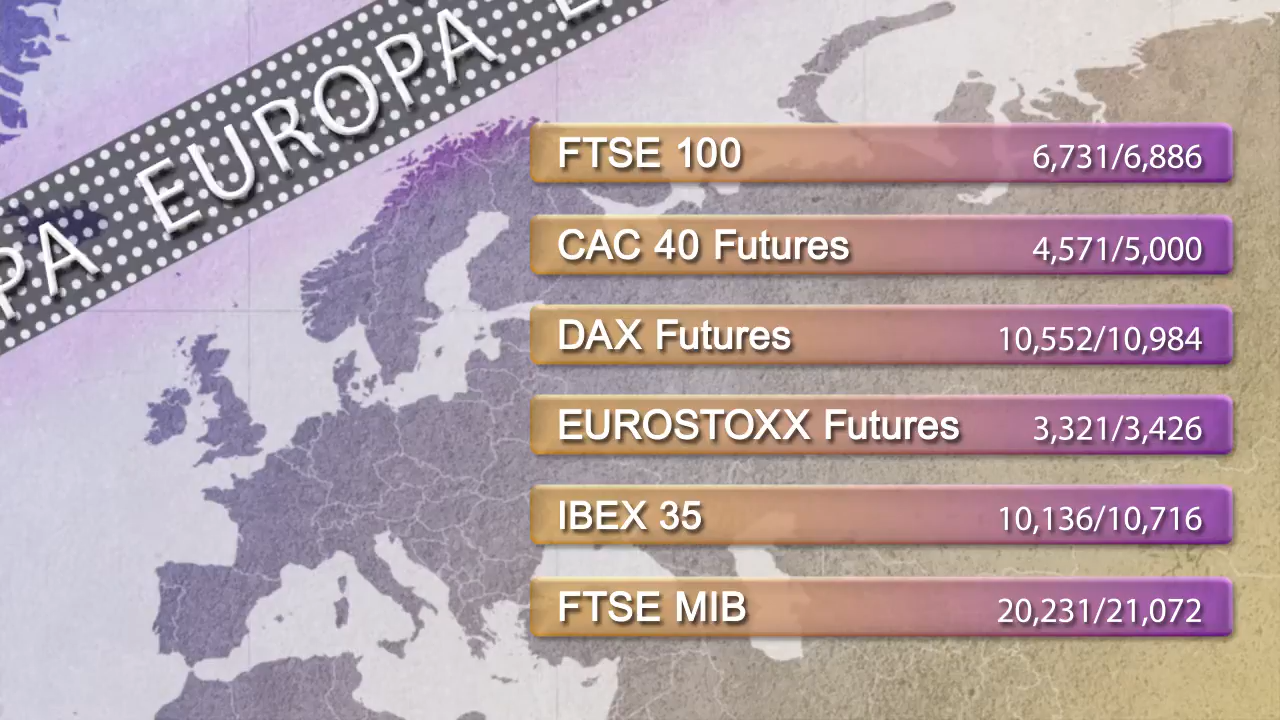 PA EUROPA E
FTSE 100 6,731/6,886
CAC 40 Futures 4,571/5,000
DAX Futures 10,552/10,984
EUROSTOXX Futures 3,321/3,426
IBEX 35 10,136/10,716
FTSE MIB 20,231/21,072